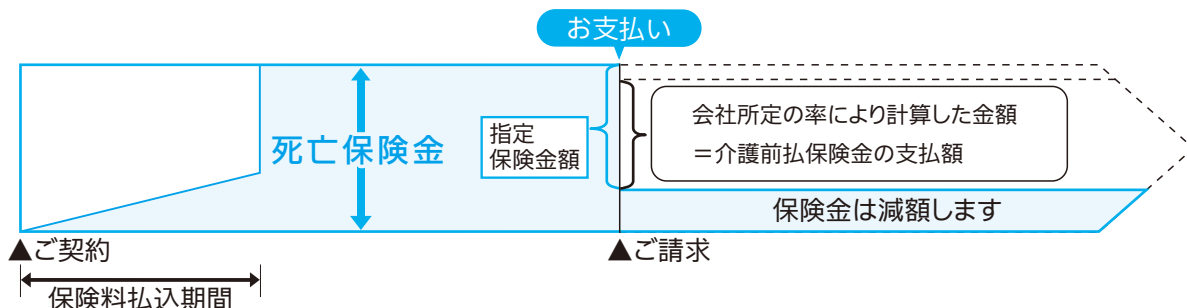 お支払い
死亡保険金
指定
保険金額
会社所定の率により計算した金額
＝介護前払保険金の支払額
保険金は減額します
▲ご契約
▲ご請求
保険料払込期間